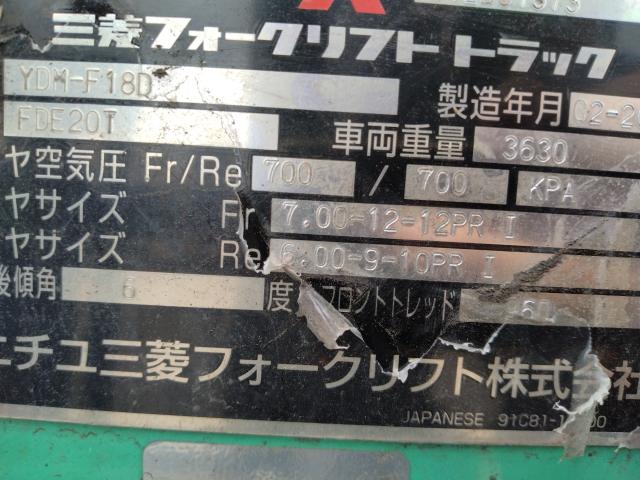 三菱フォークリフトトラック
YDM-F18D
製造年月 02-20
FDE20T
車両重量 3630
ヤ空気圧 Fr/Re 700 / 700 KPA
ヤサイズ Fr 7.00-12-12PR I
ヤサイズ Re 6.00-9-10PR I
後傾角 6 度 フロントトレッド 60
ニチユ三菱フォークリフト株式会
JAPANESE